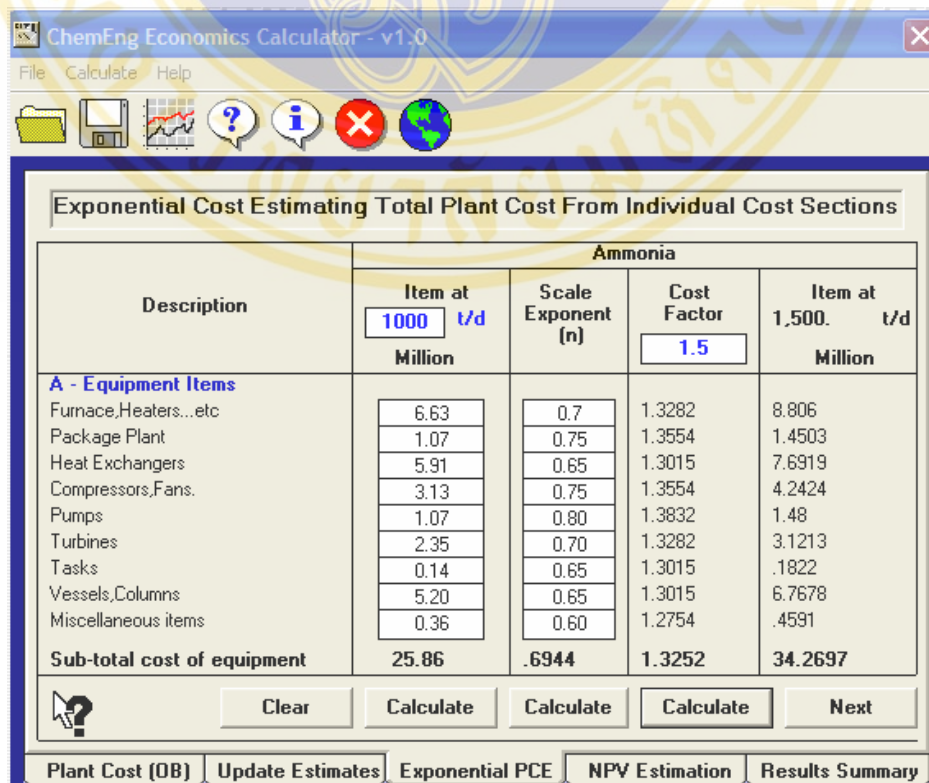 ChemEng Economics Calculator - v1.0
File Calculate Help
Exponential Cost Estimating Total Plant Cost From Individual Cost Sections
Ammonia
Description
Item at 1000 t/d Million
Scale Exponent (n)
Cost Factor 1.5
Item at 1,500. t/d Million
A - Equipment Items
Furnace,Heaters...etc 6.63 0.7 1.3282 8.806
Package Plant 1.07 0.75 1.3554 1.4503
Heat Exchangers 5.91 0.65 1.3015 7.6919
Compressors,Fans. 3.13 0.75 1.3554 4.2424
Pumps 1.07 0.80 1.3832 1.48
Turbines 2.35 0.70 1.3282 3.1213
Tasks 0.14 0.65 1.3015 .1822
Vessels,Columns 5.20 0.65 1.3015 6.7678
Miscellaneous items 0.36 0.60 1.2754 .4591
Sub-total cost of equipment 25.86 .6944 1.3252 34.2697
Clear Calculate Calculate Calculate Next
Plant Cost (OB) Update Estimates Exponential PCE NPV Estimation Results Summary